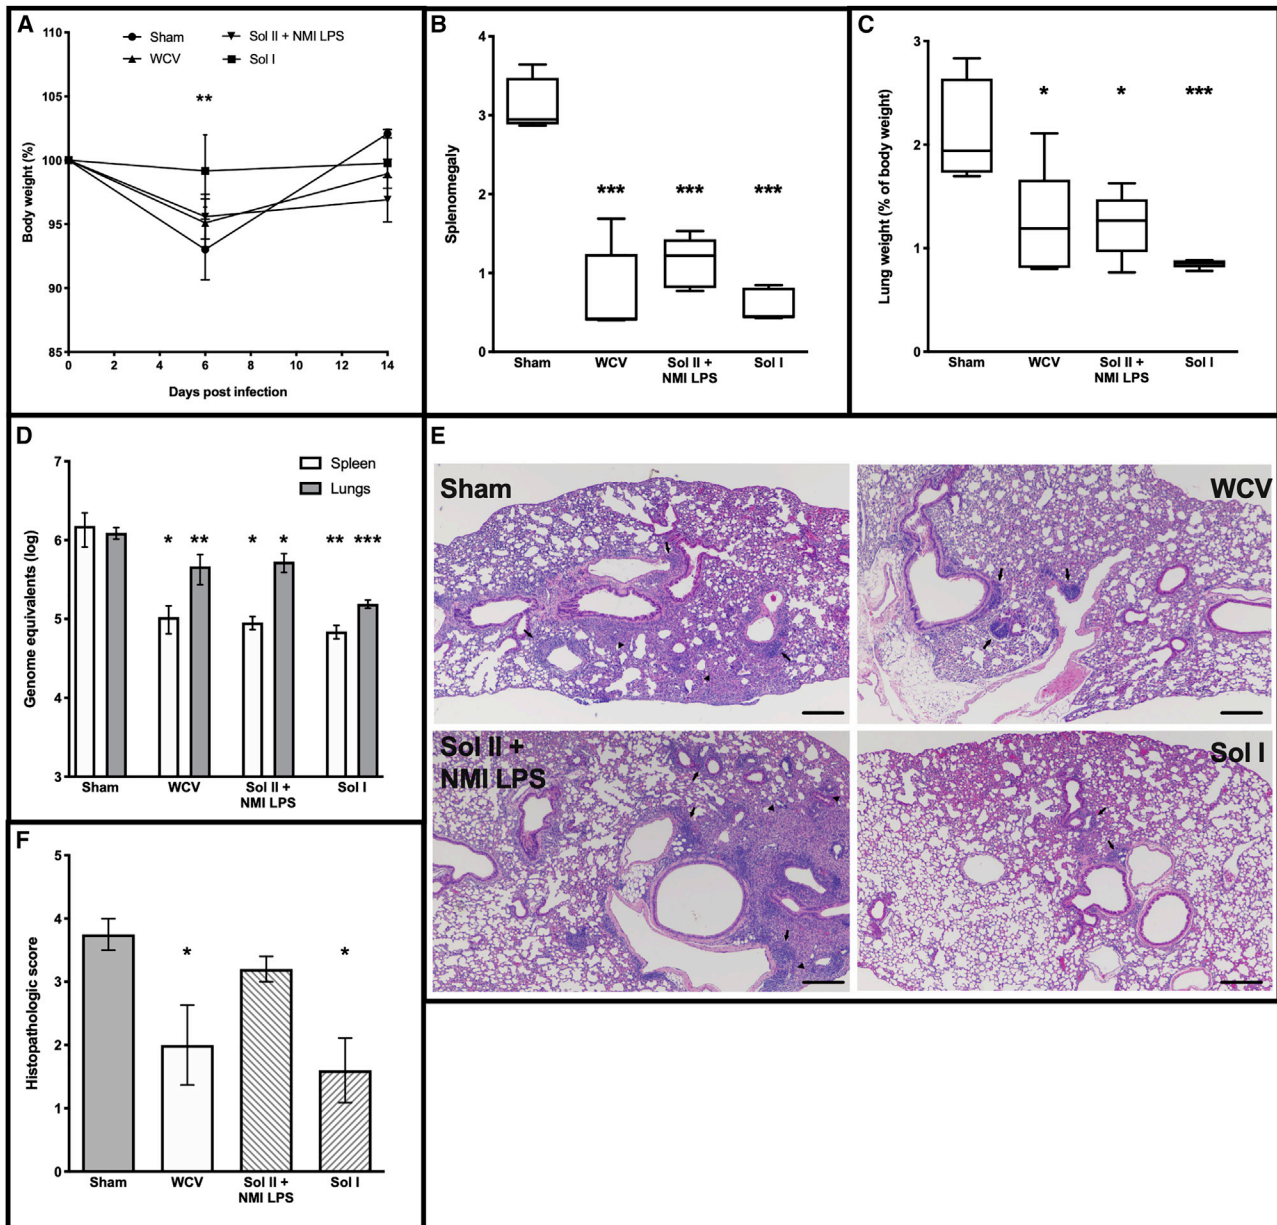 A
110
105
100
95
90
85
Body weight (%)
Sham
WCV
Sol II + NMI LPS
Sol I
**
0 2 4 6 8 10 12 14
Days post infection
B
4
3
2
1
0
Splenomegaly
*** *** ***
Sham WCV Sol II + Sol I
NMI LPS
C
3
2
1
0
Lung weight (% of body weight)
* * ***
Sham WCV Sol II + Sol I
NMI LPS
D
7
6
5
4
3
Genome equivalents (log)
Spleen
Lungs
* ** * * ** ***
Sham WCV Sol II + Sol I
NMI LPS
E
Sham
WCV
Sol II +
NMI LPS
Sol I
F
5
4
3
2
1
0
Histopathologic score
* *
Sham WCV Sol II + Sol I
NMI LPS